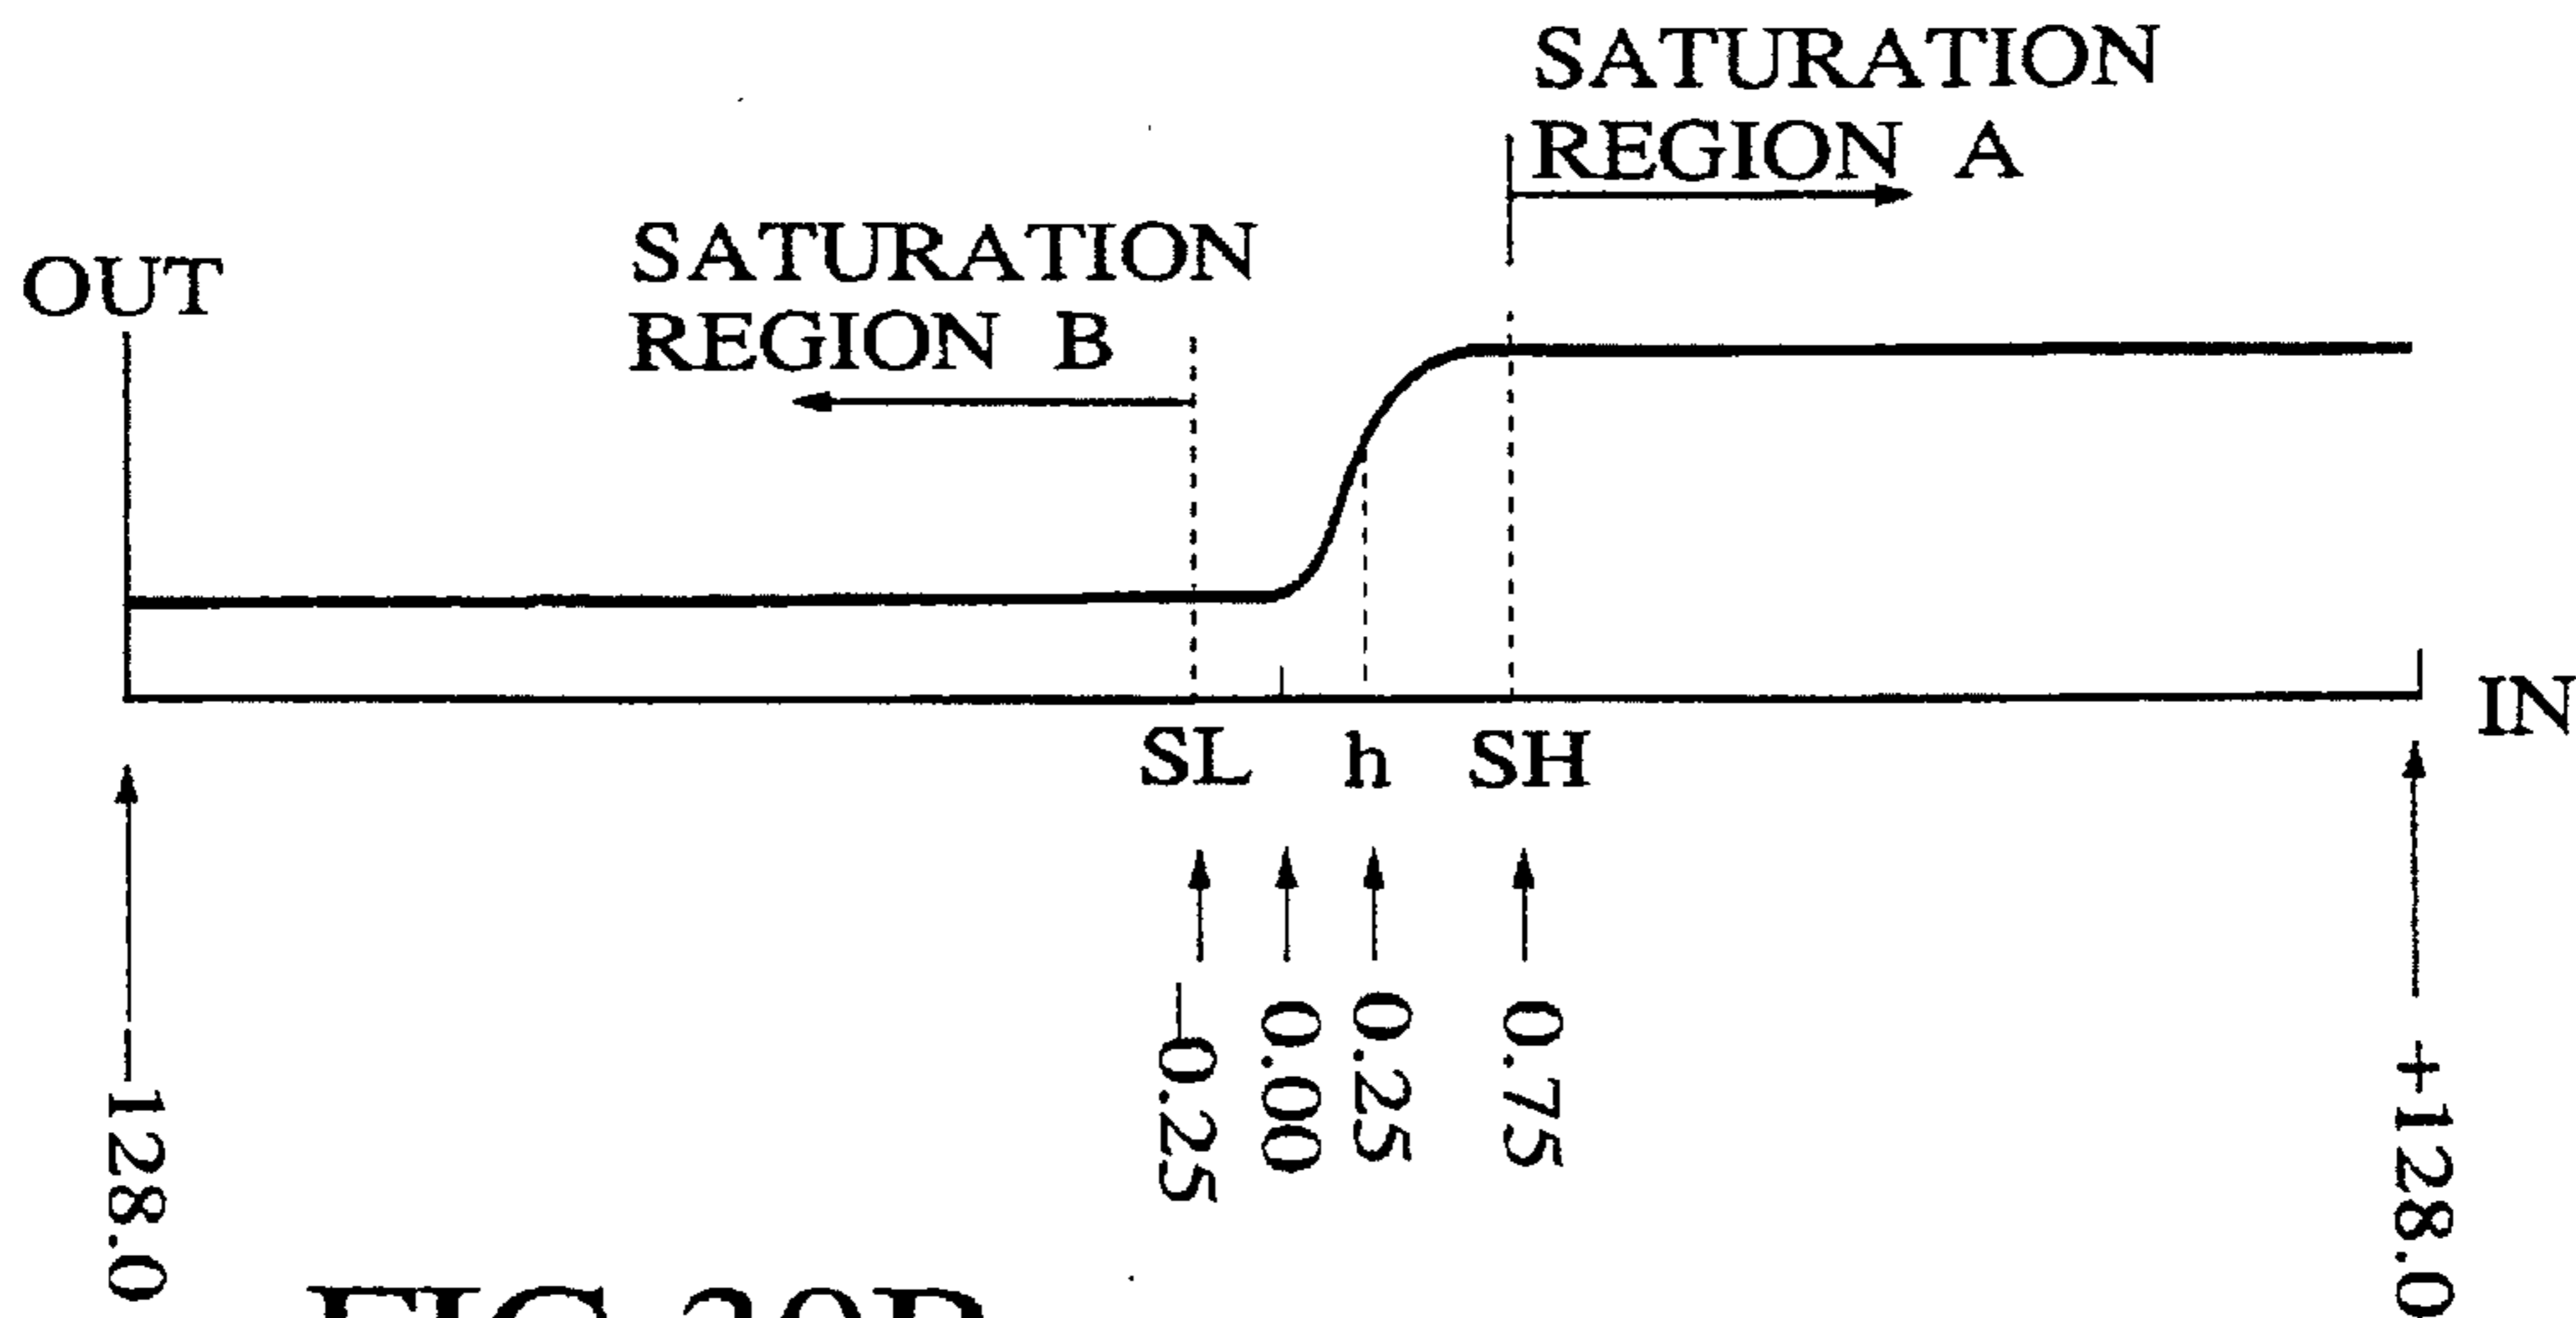 SATURATION
REGION A
SATURATION
REGION B
OUT
IN
SL h SH
-128.0
-0.25
0.00
0.25
0.75
+128.0